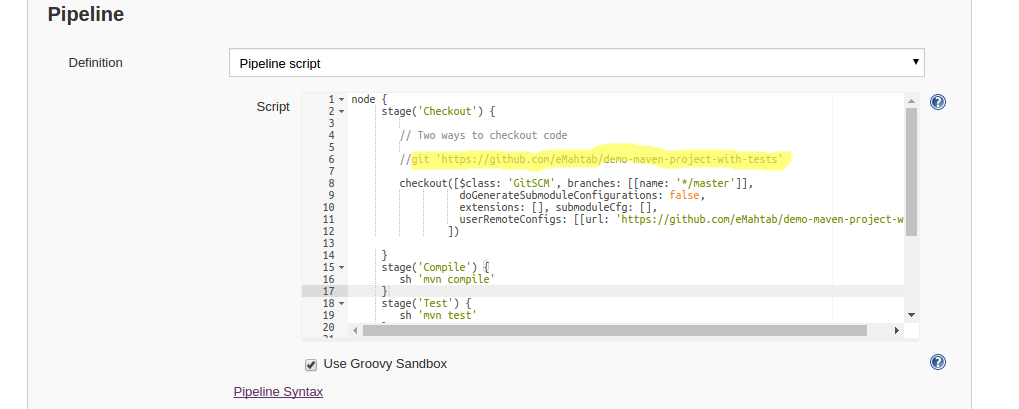 Pipeline
Definition
Pipeline script
Script
1 node {
2 stage('Checkout') {
3
4 // Two ways to checkout code
5
6 //git 'https://github.com/eMahtab/demo-maven-project-with-tests'
7
8 checkout([$class: 'GitSCM', branches: [[name: '*/master']],
9 doGenerateSubmoduleConfigurations: false,
10 extensions: [], submoduleCfg: [],
11 userRemoteConfigs: [[url: 'https://github.com/eMahtab/demo-maven-project-w
12 ])
13
14 }
15 stage('Compile') {
16 sh 'mvn compile'
17 }
18 stage('Test') {
19 sh 'mvn test'
20
Use Groovy Sandbox
Pipeline Syntax